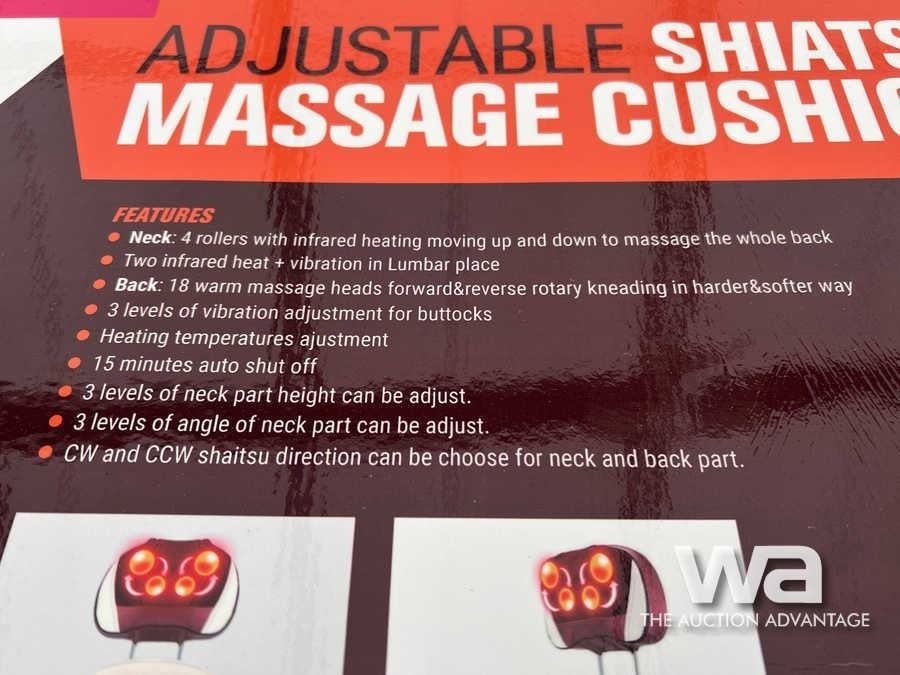 ADJUSTABLE
MASSAGE
FEATURES
Neck: 4 rollers with infrared heating moving up and down to massage the whole back
Two infrared heat + vibration in Lumbar place
Back: 18 warm massage heads forward&reverse rotary kneading in harder&softer way
3 levels of vibration adjustment for buttocks
Heating temperatures ajustment
15 minutes auto shut off
3 levels of neck part height can be adjust.
3 levels of angle of neck part can be adjust.
CW and CCW shaitsu direction can be choose for neck and back part.
wa
THE AUCTION ADVANTAGE